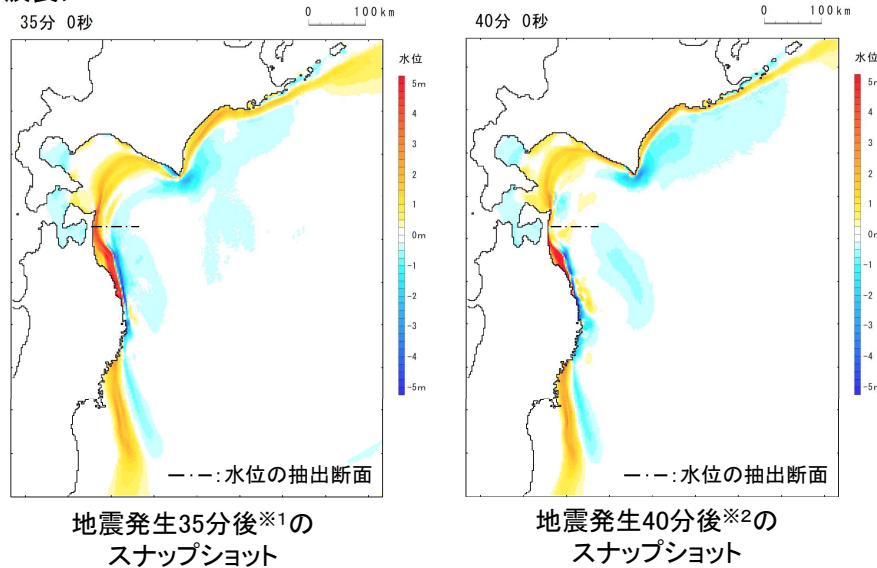 35分 0秒
0 100km
水位
5m
4
3
2
1
0m
-1
-2
-3
-4
-5m
—・—:水位の抽出断面
地震発生35分後※1の
スナップショット
40分 0秒
0 100km
水位
5m
4
3
2
1
0m
-1
-2
-3
-4
-5m
—・—:水位の抽出断面
地震発生40分後※2の
スナップショット